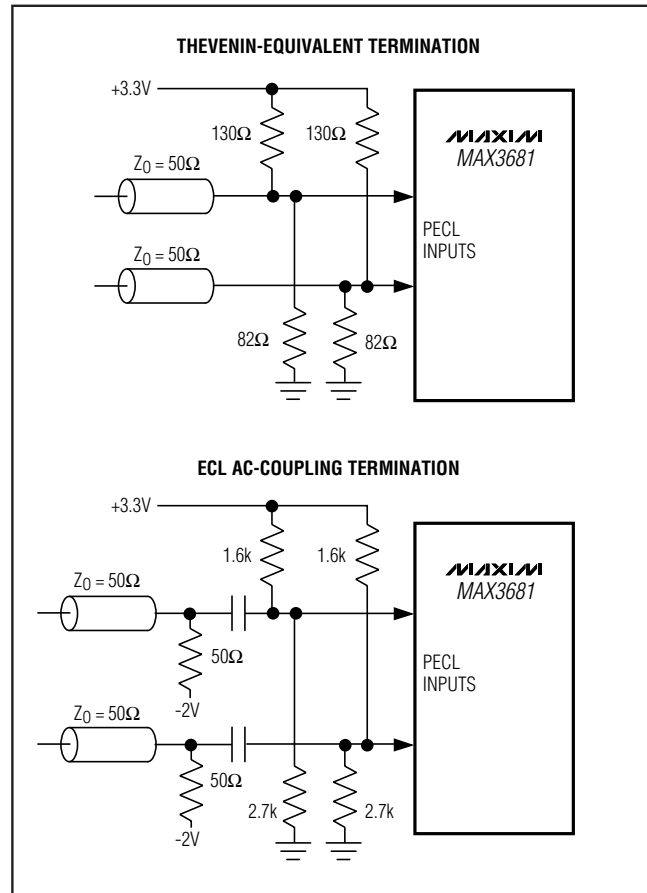 THEVENIN-EQUIVALENT TERMINATION
+3.3V
130Ω 130Ω
MAXIM
MAX3681
Z0 = 50Ω
PECL
INPUTS
Z0 = 50Ω
82Ω 82Ω
ECL AC-COUPLING TERMINATION
+3.3V
1.6k 1.6k
MAXIM
MAX3681
Z0 = 50Ω
50Ω
PECL
INPUTS
-2V
Z0 = 50Ω
50Ω
2.7k 2.7k
-2V